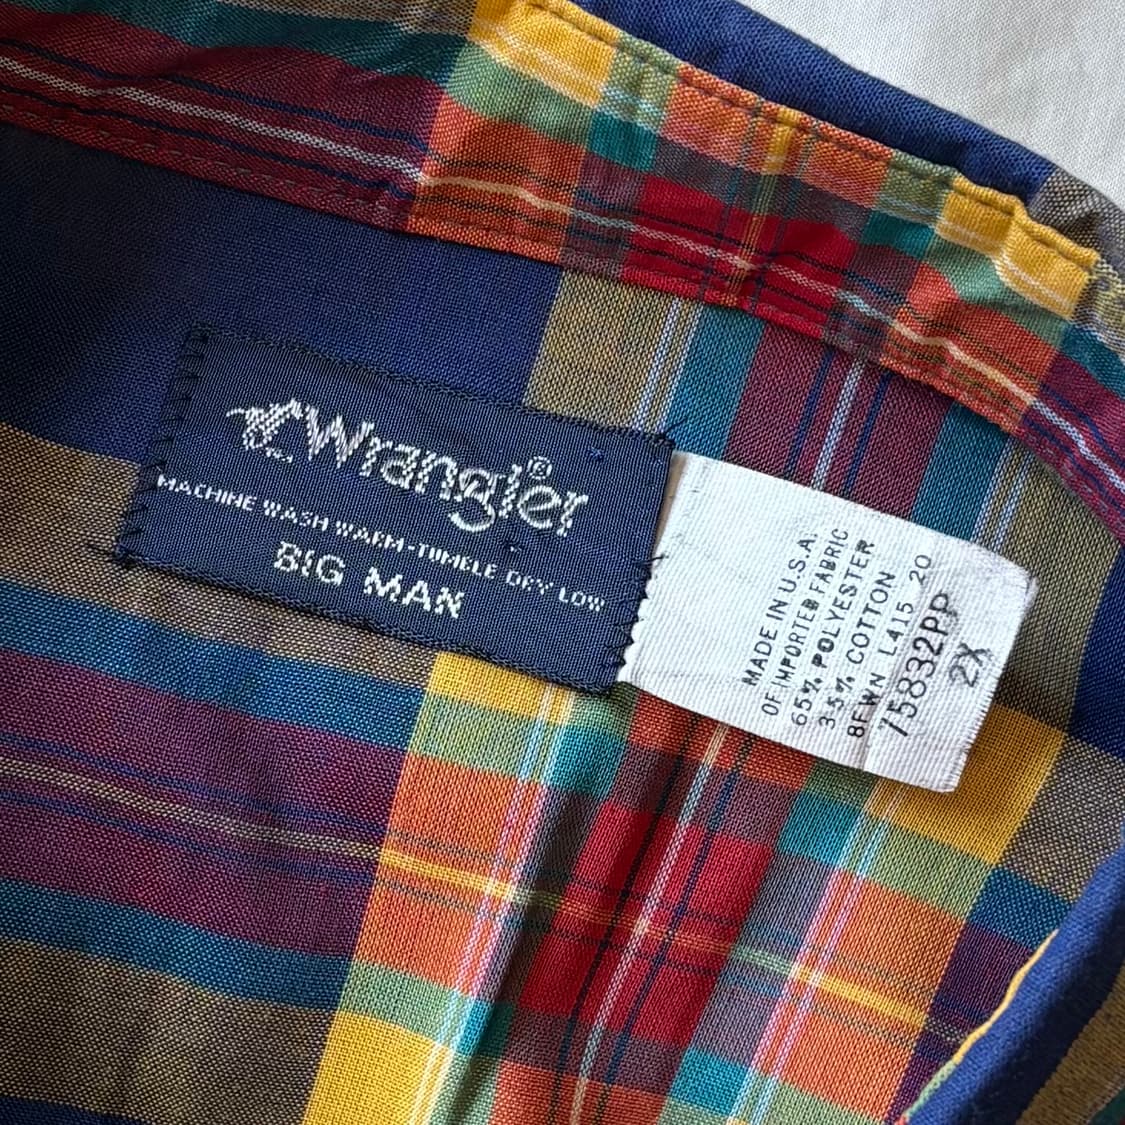 Wrangler®
MACHINE WASH WARM-TUMBLE DRY LOW
BIG MAN
MADE IN U.S.A.
OF IMPORTED FABRIC
65% POLYESTER
35% COTTON
L415 20
75832PP
2X